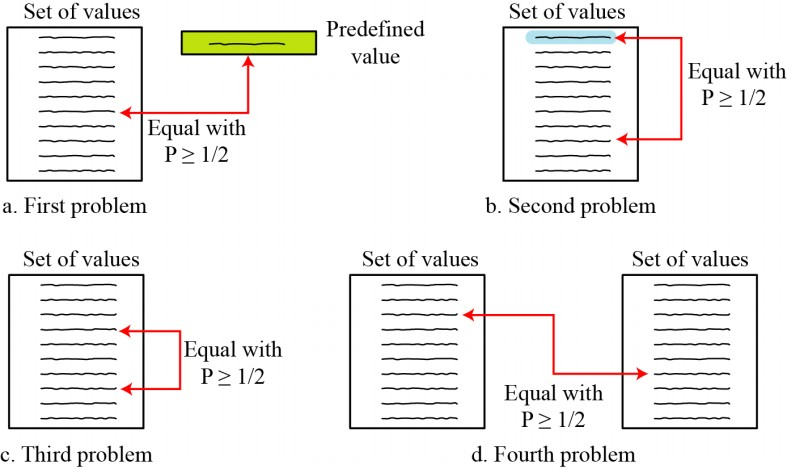 Set of values
Predefined
value
Equal with
P ≥ 1/2
a. First problem
Set of values
Equal with
P ≥ 1/2
b. Second problem
Set of values
Equal with
P ≥ 1/2
c. Third problem
Set of values
Set of values
Equal with
P ≥ 1/2
d. Fourth problem